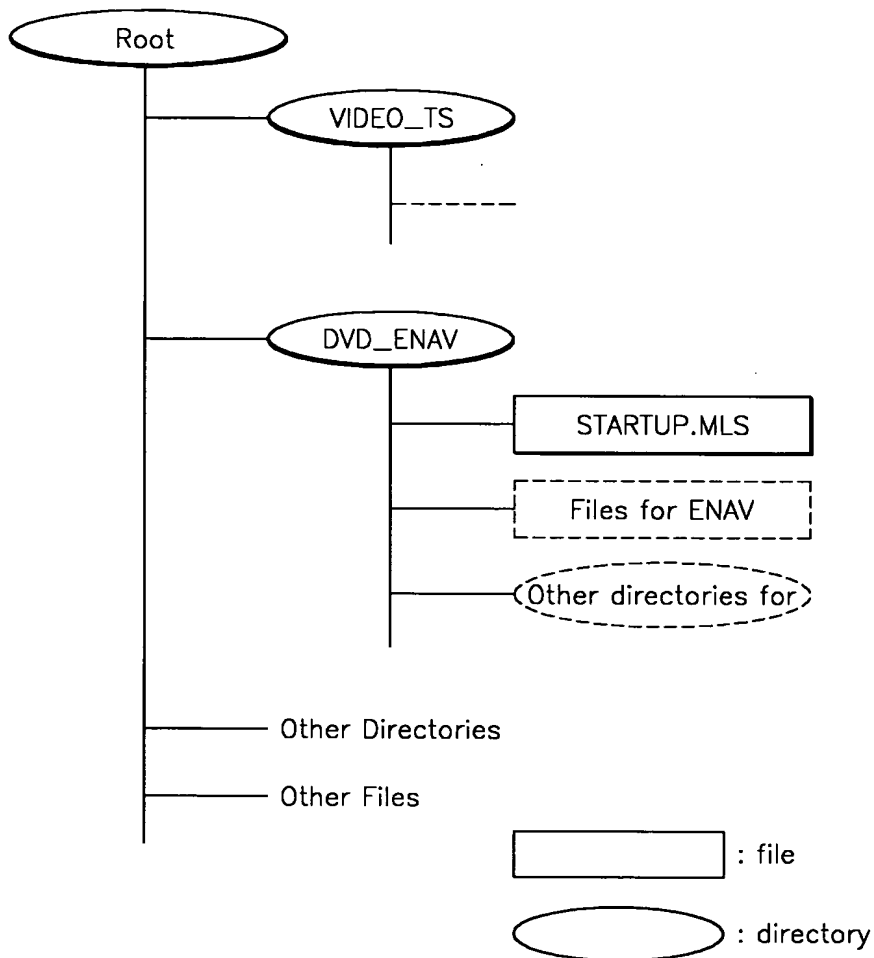 Root
VIDEO_TS
DVD_ENAV
STARTUP.MLS
Files for ENAV
Other directories for
Other Directories
Other Files
: file
: directory